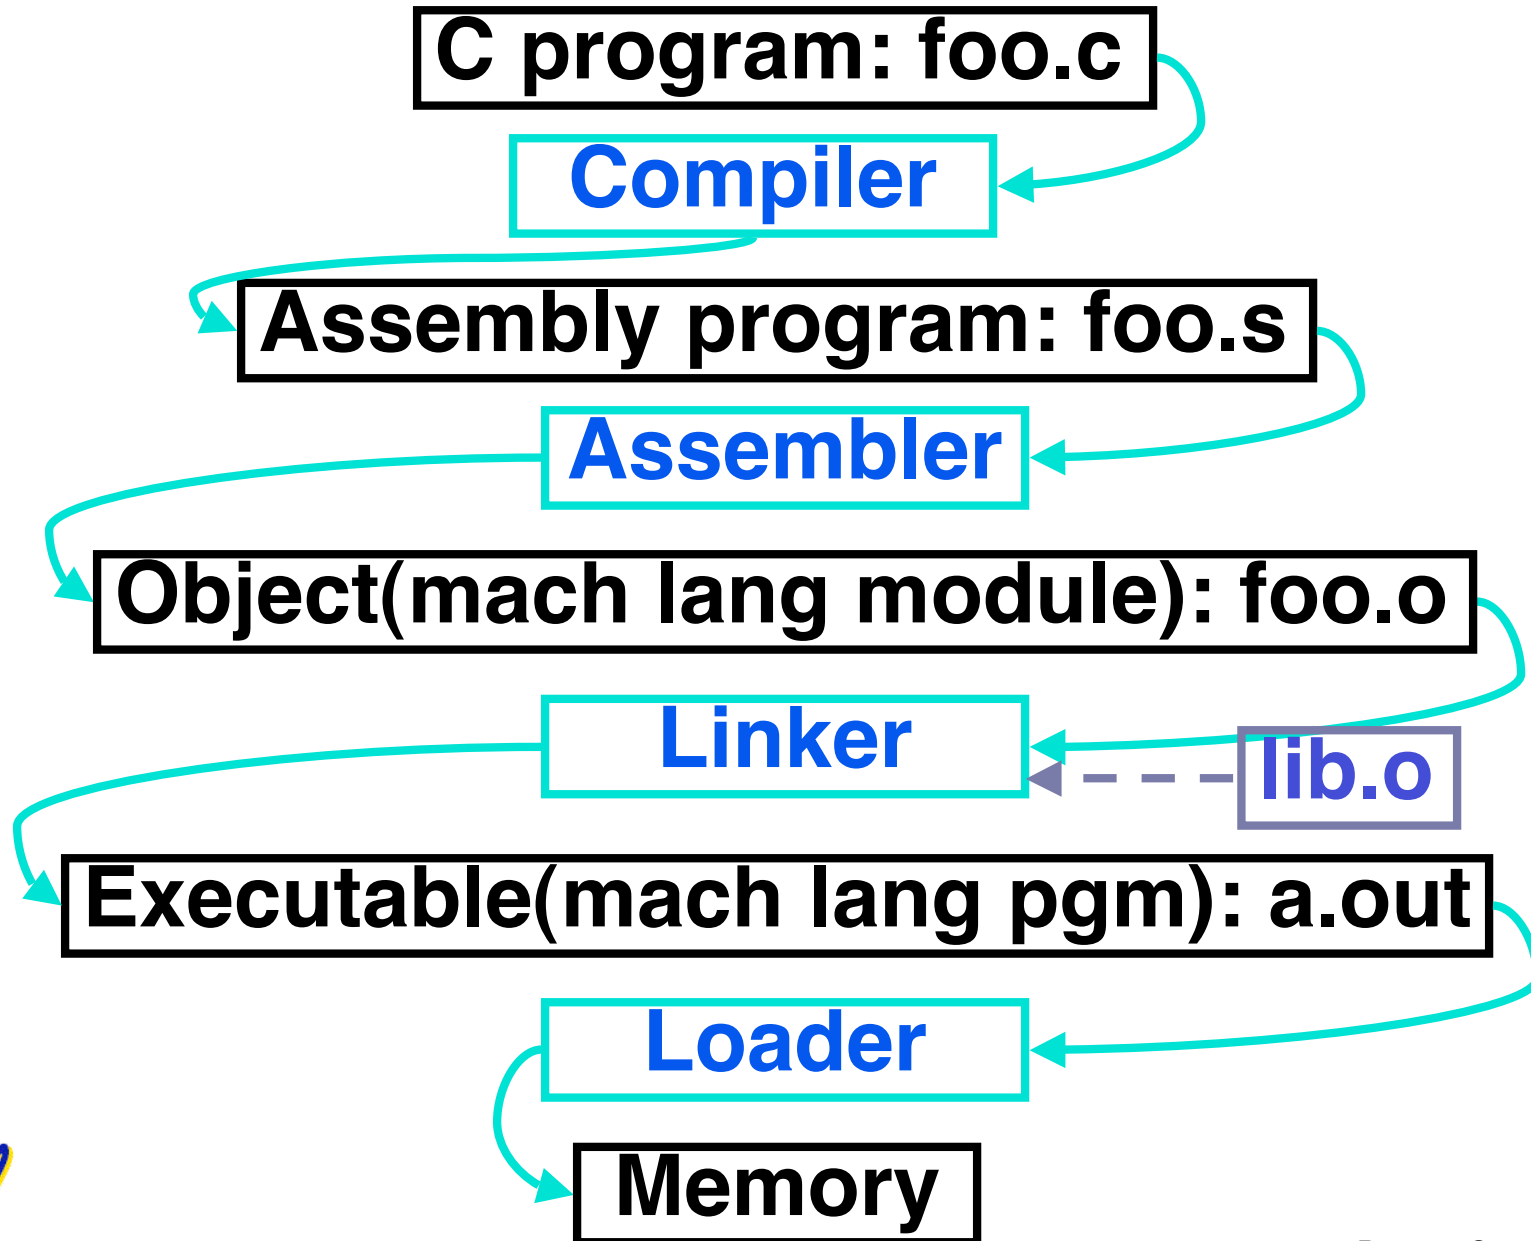 C program: foo.c
Compiler
Assembly program: foo.s
Assembler
Object(mach lang module): foo.o
Linker
lib.o
Executable(mach lang pgm): a.out
Loader
Memory